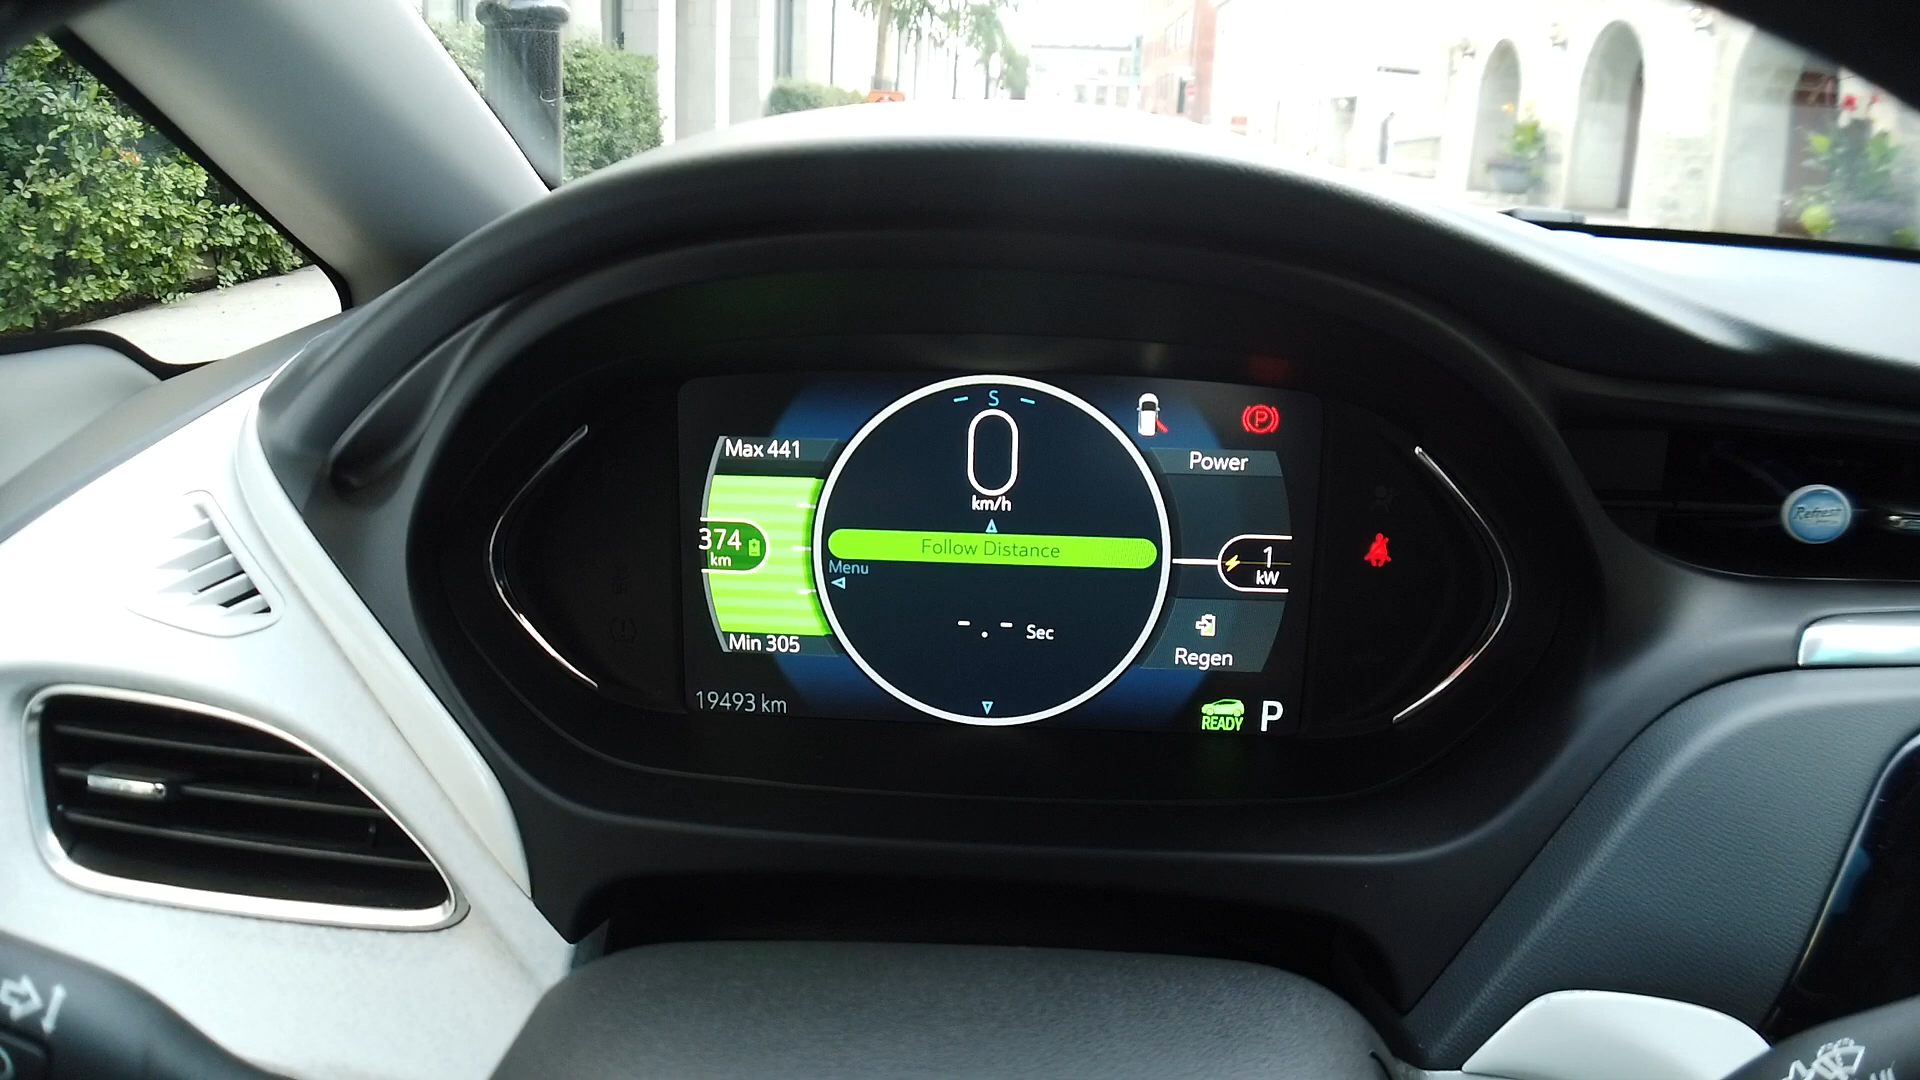 S
0
km/h
Max 441
P
Power
374
km
Follow Distance
Menu
1
kW
-.- Sec
Min 305
Regen
19493 km
READY P
Refresh